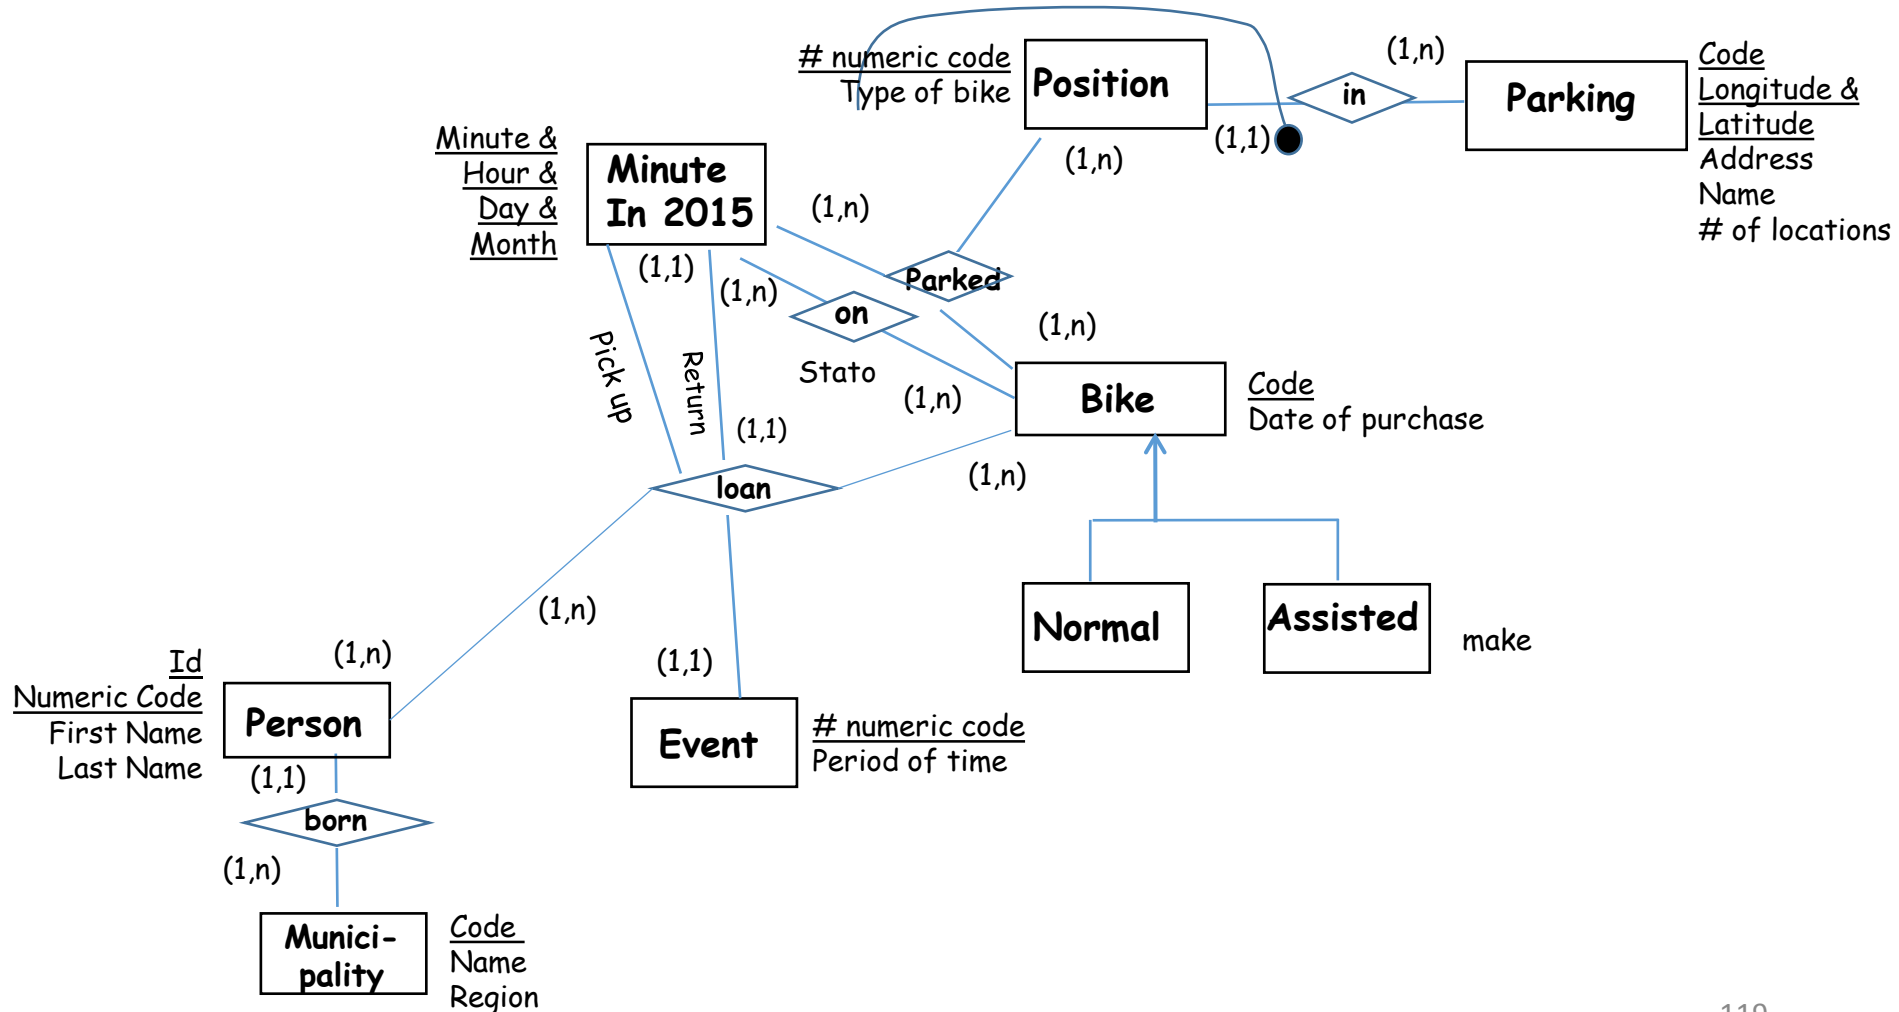 (1,n)
# numeric code
Type of bike
Position
in
Parking
Code
Longitude &
Latitude
Address
Name
# of locations
(1,1)
(1,n)
Minute &
Hour &
Day &
Month
Minute
In 2015
(1,n)
(1,1)
(1,n)
Parked
on
Stato
(1,n)
(1,n)
Pick up
Return
(1,1)
Bike
Code
Date of purchase
loan
(1,n)
Normal
Assisted
make
(1,n)
(1,n)
(1,1)
Id
Numeric Code
First Name
Last Name
Person
(1,1)
Event
# numeric code
Period of time
born
(1,n)
Munici-
pality
Code
Name
Region